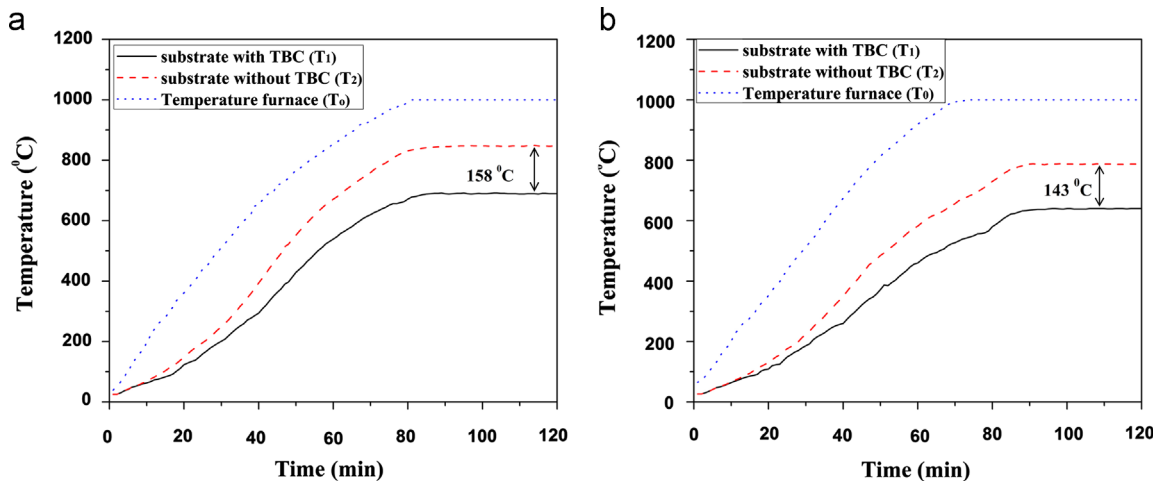 a
1200
1000
800
600
400
200
0
0 20 40 60 80 100 120
Temperature (⁰C)
Time (min)
substrate with TBC (T₁)
substrate without TBC (T₂)
Temperature furnace (Tₒ)
158 ⁰C
b
1200
1000
800
600
400
200
0
0 20 40 60 80 100 120
Temperature (⁰C)
Time (min)
substrate with TBC (T₁)
substrate without TBC (T₂)
Temperature furnace (T₀)
143 ⁰C